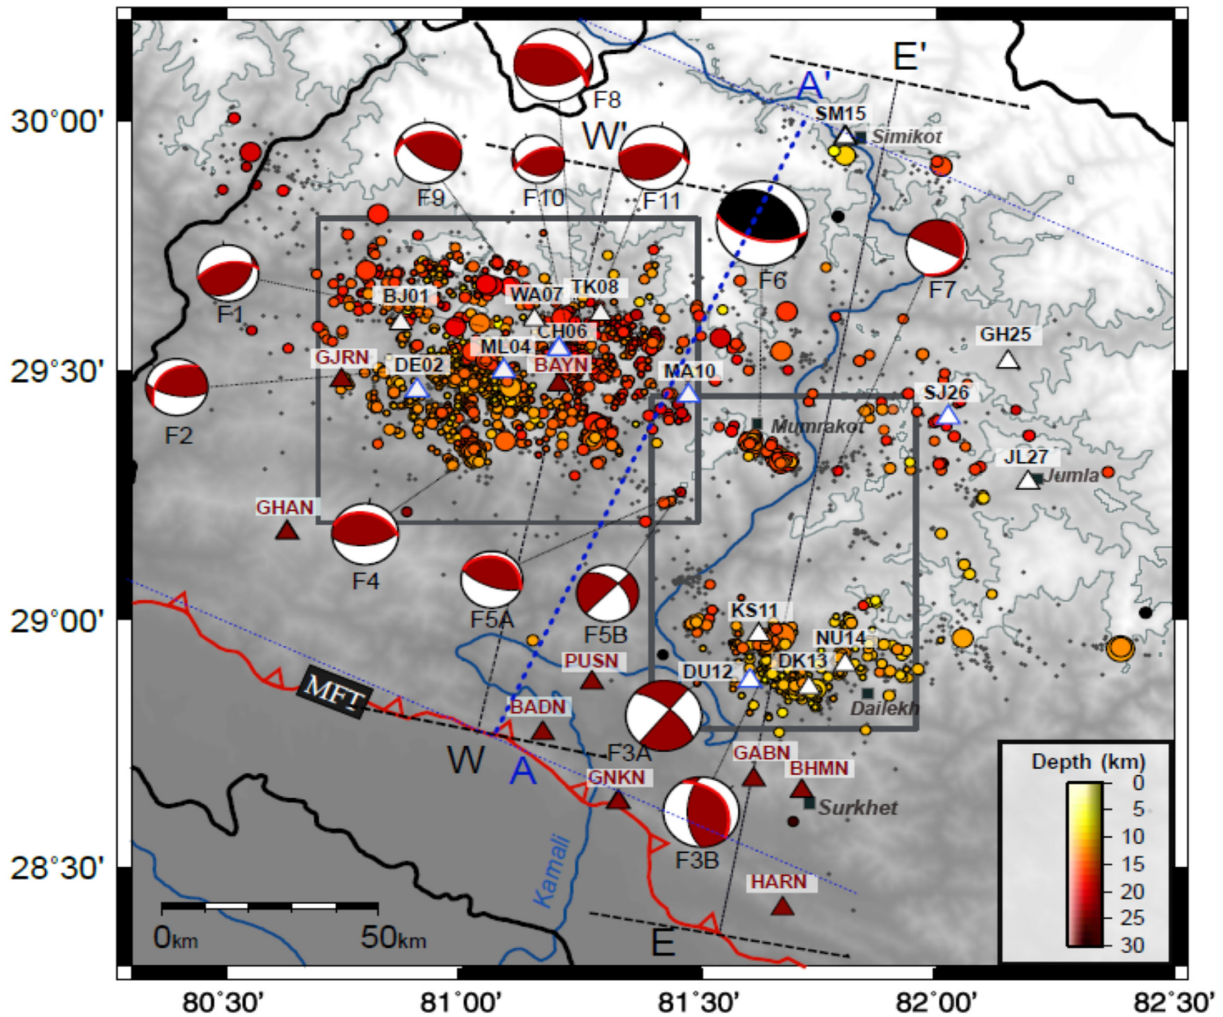 E'
F8
A'
30°00'
SM15
Simikot
W'
F9
F10
F11
F6
F7
F1
BJ01
WA07
TK08
CH06
GH25
29°30'
GJRN
DE02
ML04
BAYN
MA10
SJ26
F2
Mumrakot
JL27
Jumla
GHAN
F4
F5A
F5B
29°00'
KS11
NU14
PUSN
DU12
DK13
MFT
BADN
Dailekh
W
A
F3A
GNKN
GABN
BHMN
Surkhet
F3B
Kamali
HARN
28°30'
E
0km
50km
Depth (km)
0
5
10
15
20
25
30
80°30'
81°00'
81°30'
82°00'
82°30'